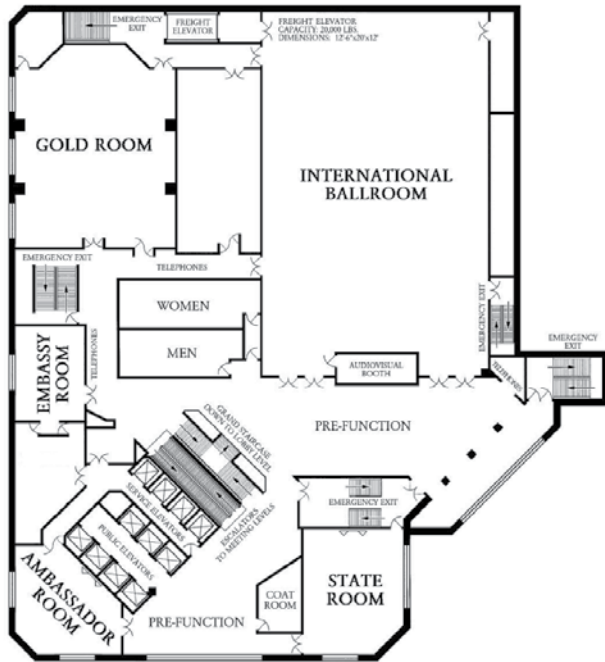 EMERGENCY
EXIT
FREIGHT
ELEVATOR
FREIGHT ELEVATOR
CAPACITY: 20,000 LBS.
DIMENSIONS: 12'-6"x20'x12'
GOLD ROOM
INTERNATIONAL
BALLROOM
EMERGENCY EXIT
TELEPHONES
WOMEN
MEN
EMBASSY
ROOM
TELEPHONES
EMERGENCY EXIT
EMERGENCY
EXIT
TELEPHONES
AUDIOVISUAL
BOOTH
GRAND STAIRCASE
DOWN TO LOBBY LEVEL
PRE-FUNCTION
SERVICE ELEVATORS
ESCALATORS
TO MEETING LEVELS
EMERGENCY EXIT
PUBLIC ELEVATORS
AMBASSADOR
ROOM
COAT
ROOM
STATE
ROOM
PRE-FUNCTION